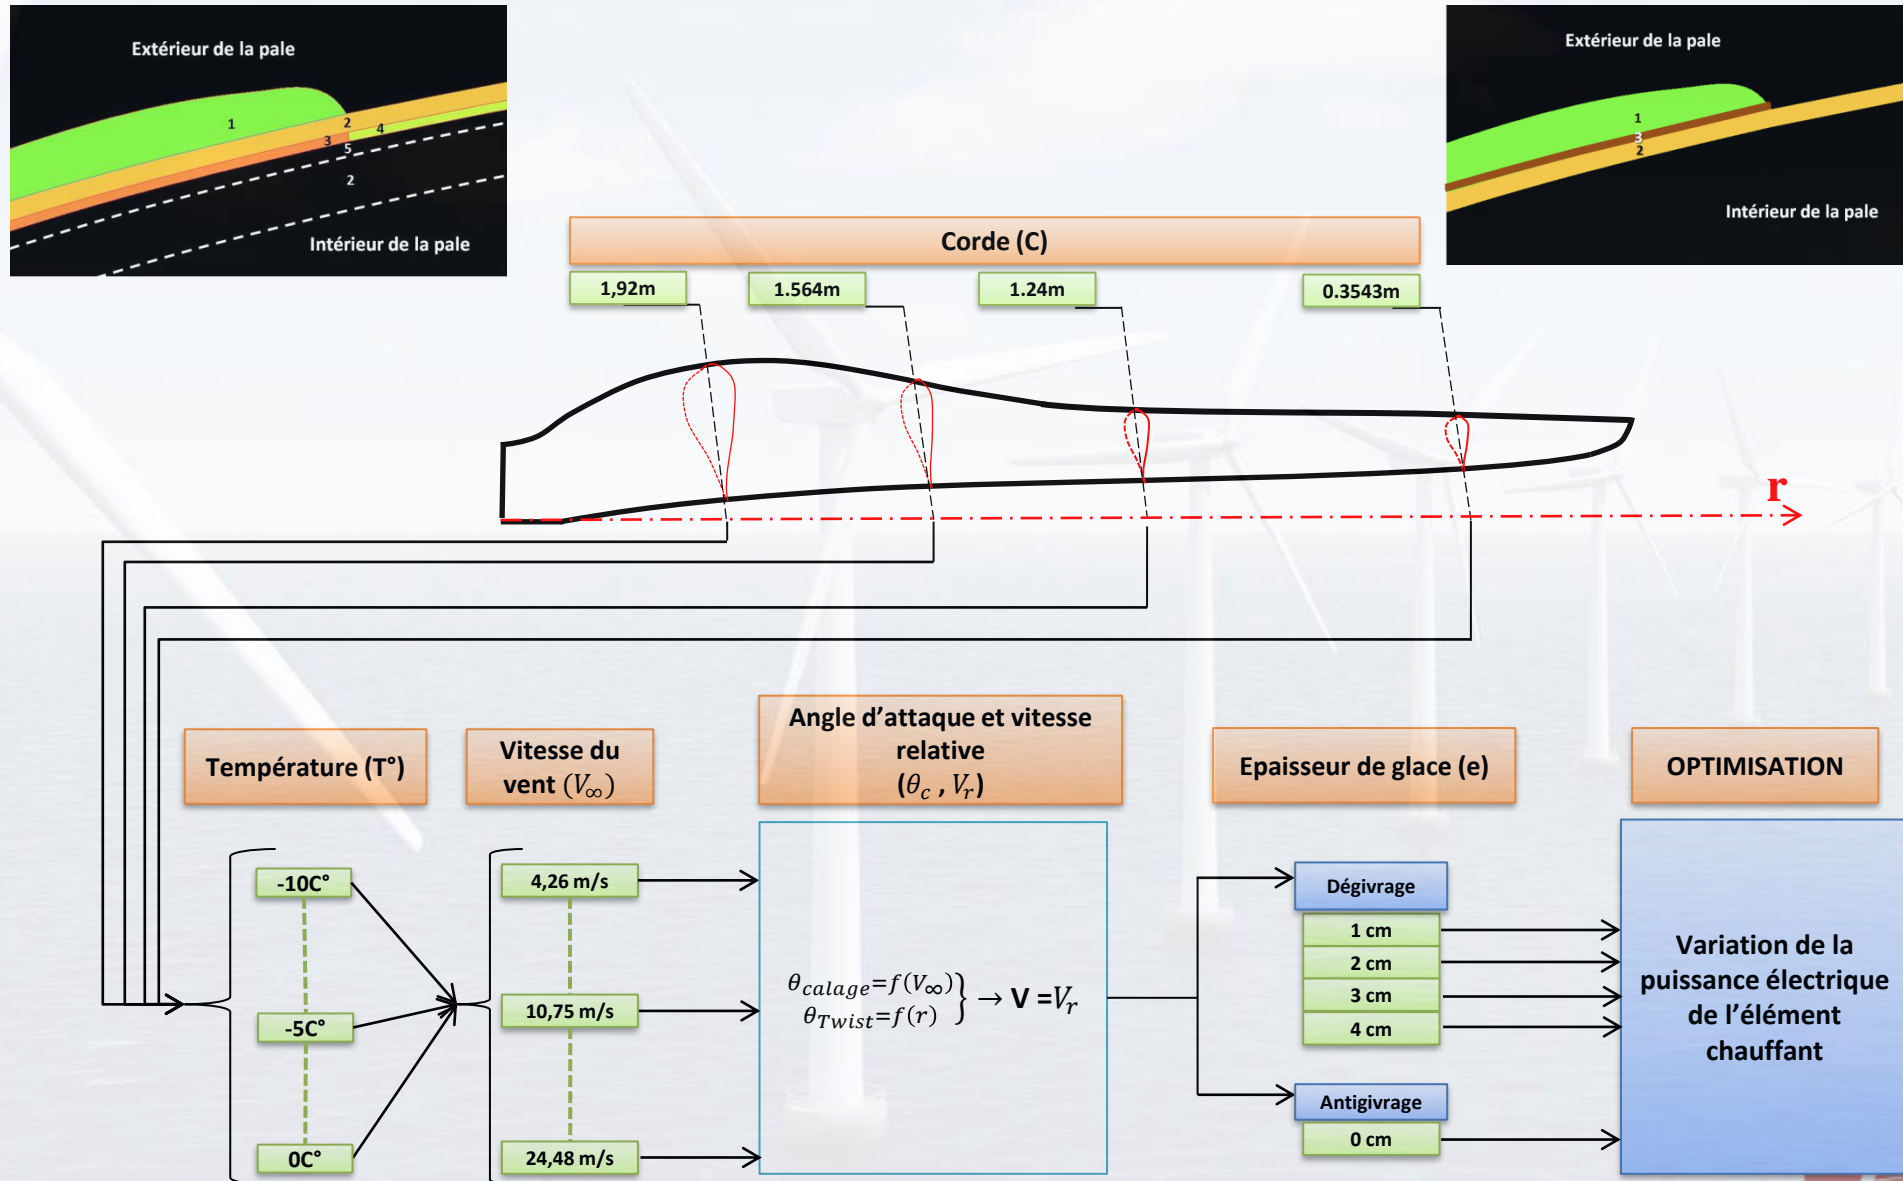 Extérieur de la pale
1
2
3
4
5
2
Intérieur de la pale
Extérieur de la pale
1
3
2
Intérieur de la pale
Corde (C)
1,92m
1.564m
1.24m
0.3543m
r
Température (T°)
Vitesse du
vent (V∞)
Angle d'attaque et vitesse
relative
(θc , Vr)
Epaisseur de glace (e)
OPTIMISATION
-10C°
-5C°
0C°
4,26 m/s
10,75 m/s
24,48 m/s
θcalage=f(V∞)
θTwist=f(r)
} → V =Vr
Dégivrage
1 cm
2 cm
3 cm
4 cm
Antigivrage
0 cm
Variation de la
puissance électrique
de l'élément
chauffant